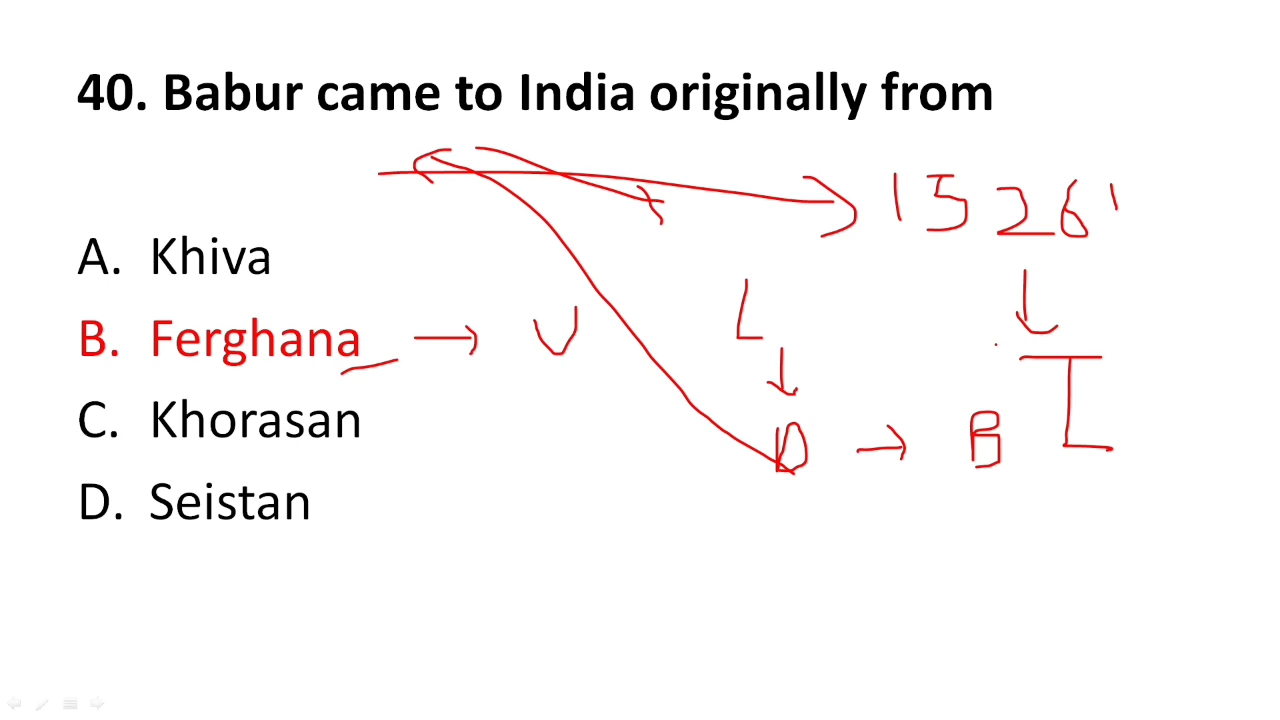 40. Babur came to India originally from
1526'
A. Khiva
B. Ferghana → U L
C. Khorasan
D → B I
D. Seistan